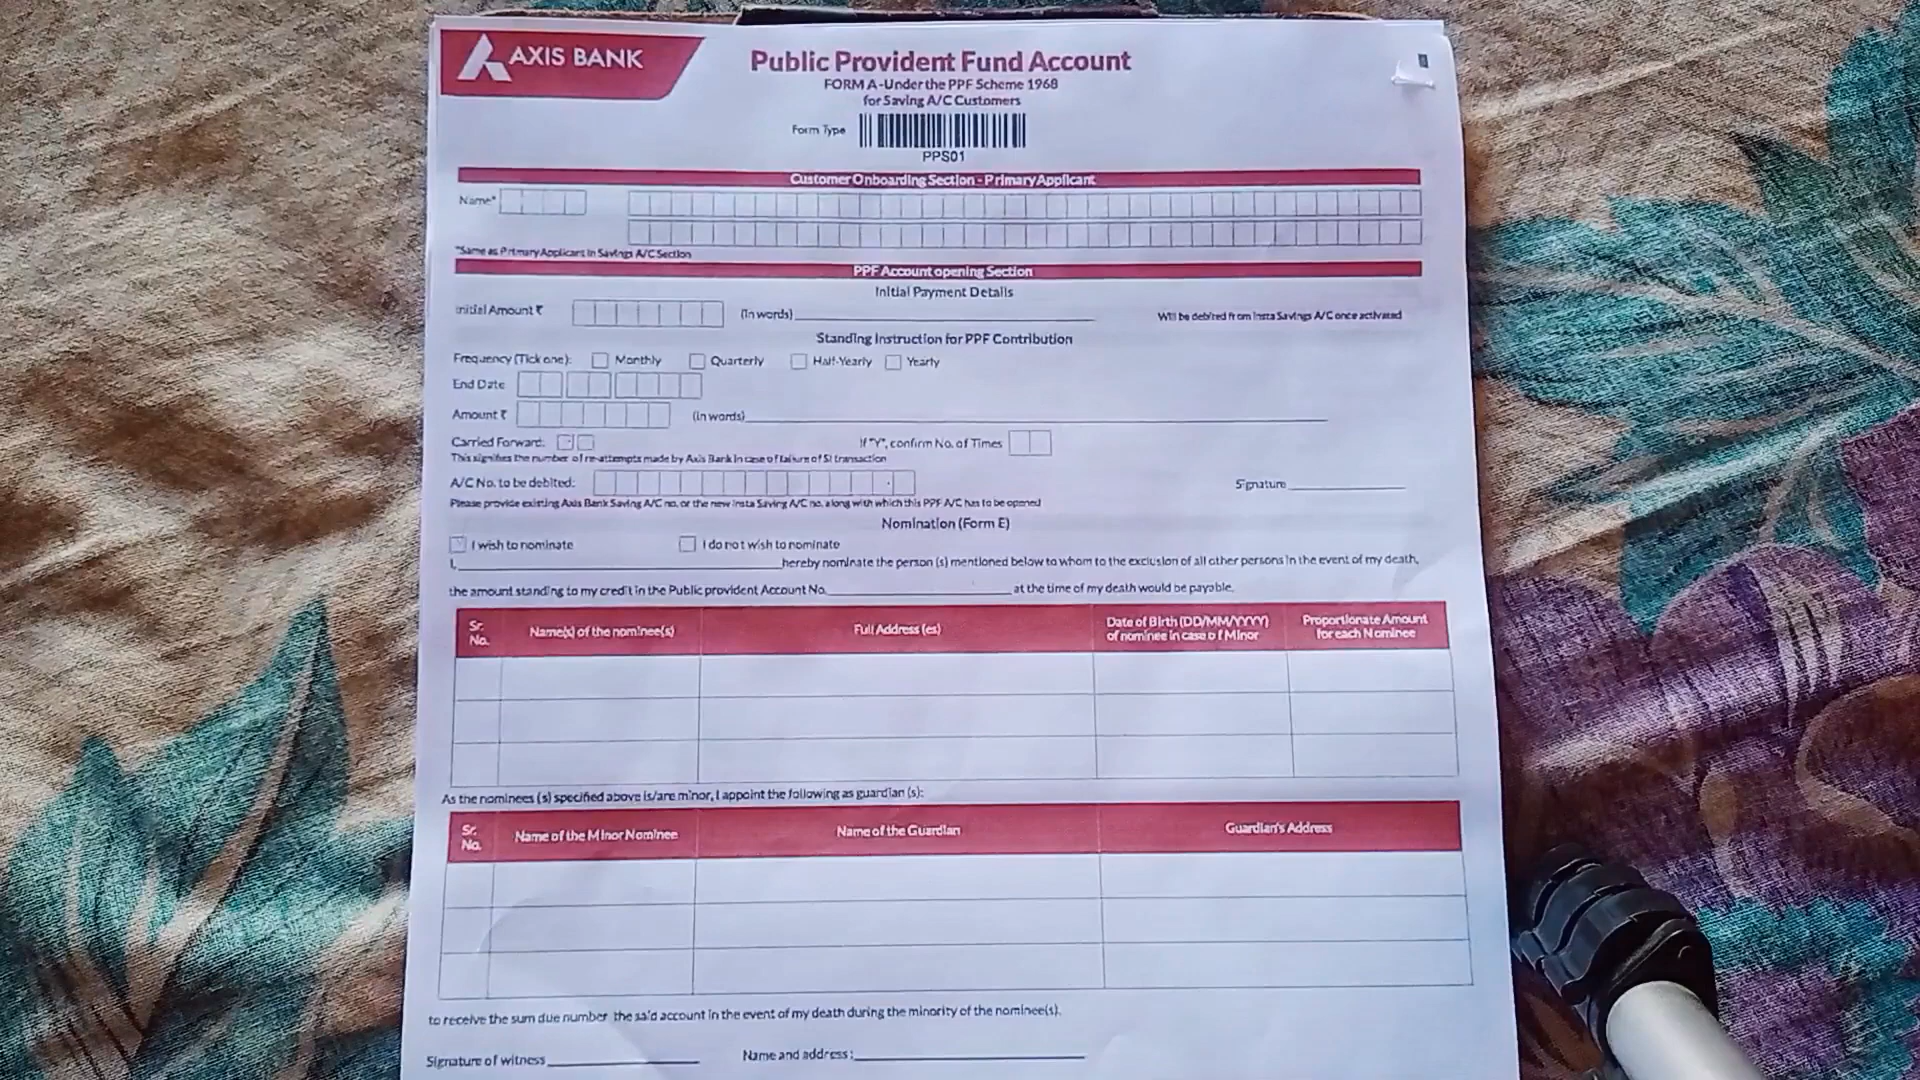 AXIS BANK
Public Provident Fund Account
FORM A-Under the PPF Scheme 1968
for Saving A/C Customers
Form Type
PPS01
Customer Onboarding Section - Primary Applicant
Name*
*Same as Primary Applicant in Savings A/C Section
PPF Account opening Section
Initial Payment Details
Initial Amount ₹ (In words) Will be debited from Insta Savings A/C once activated
Standing Instruction for PPF Contribution
Frequency (Tick one): Monthly Quarterly Half-Yearly Yearly
End Date
Amount ₹ (In words)
Carried Forward: If "Y", confirm No. of Times
This signifies the number of re-attempts made by Axis Bank in case of failure of SI transaction
A/C No. to be debited: Signature
Please provide existing Axis Bank Saving A/C no. or the new Insta Saving A/C no. along with which this PPF A/C has to be opened
Nomination (Form E)
I wish to nominate I do not wish to nominate
I, hereby nominate the person (s) mentioned below to whom to the exclusion of all other persons in the event of my death,
the amount standing to my credit in the Public provident Account No. at the time of my death would be payable.
Sr. No. Name(s) of the nominee(s) Full Address (es) Date of Birth (DD/MM/YYYY) of nominee in case of Minor Proportionate Amount for each Nominee
As the nominees (s) specified above is/are minor, I appoint the following as guardian (s):
Sr. No. Name of the Minor Nominee Name of the Guardian Guardian's Address
to receive the sum due number the said account in the event of my death during the minority of the nominee(s).
Signature of witness Name and address: